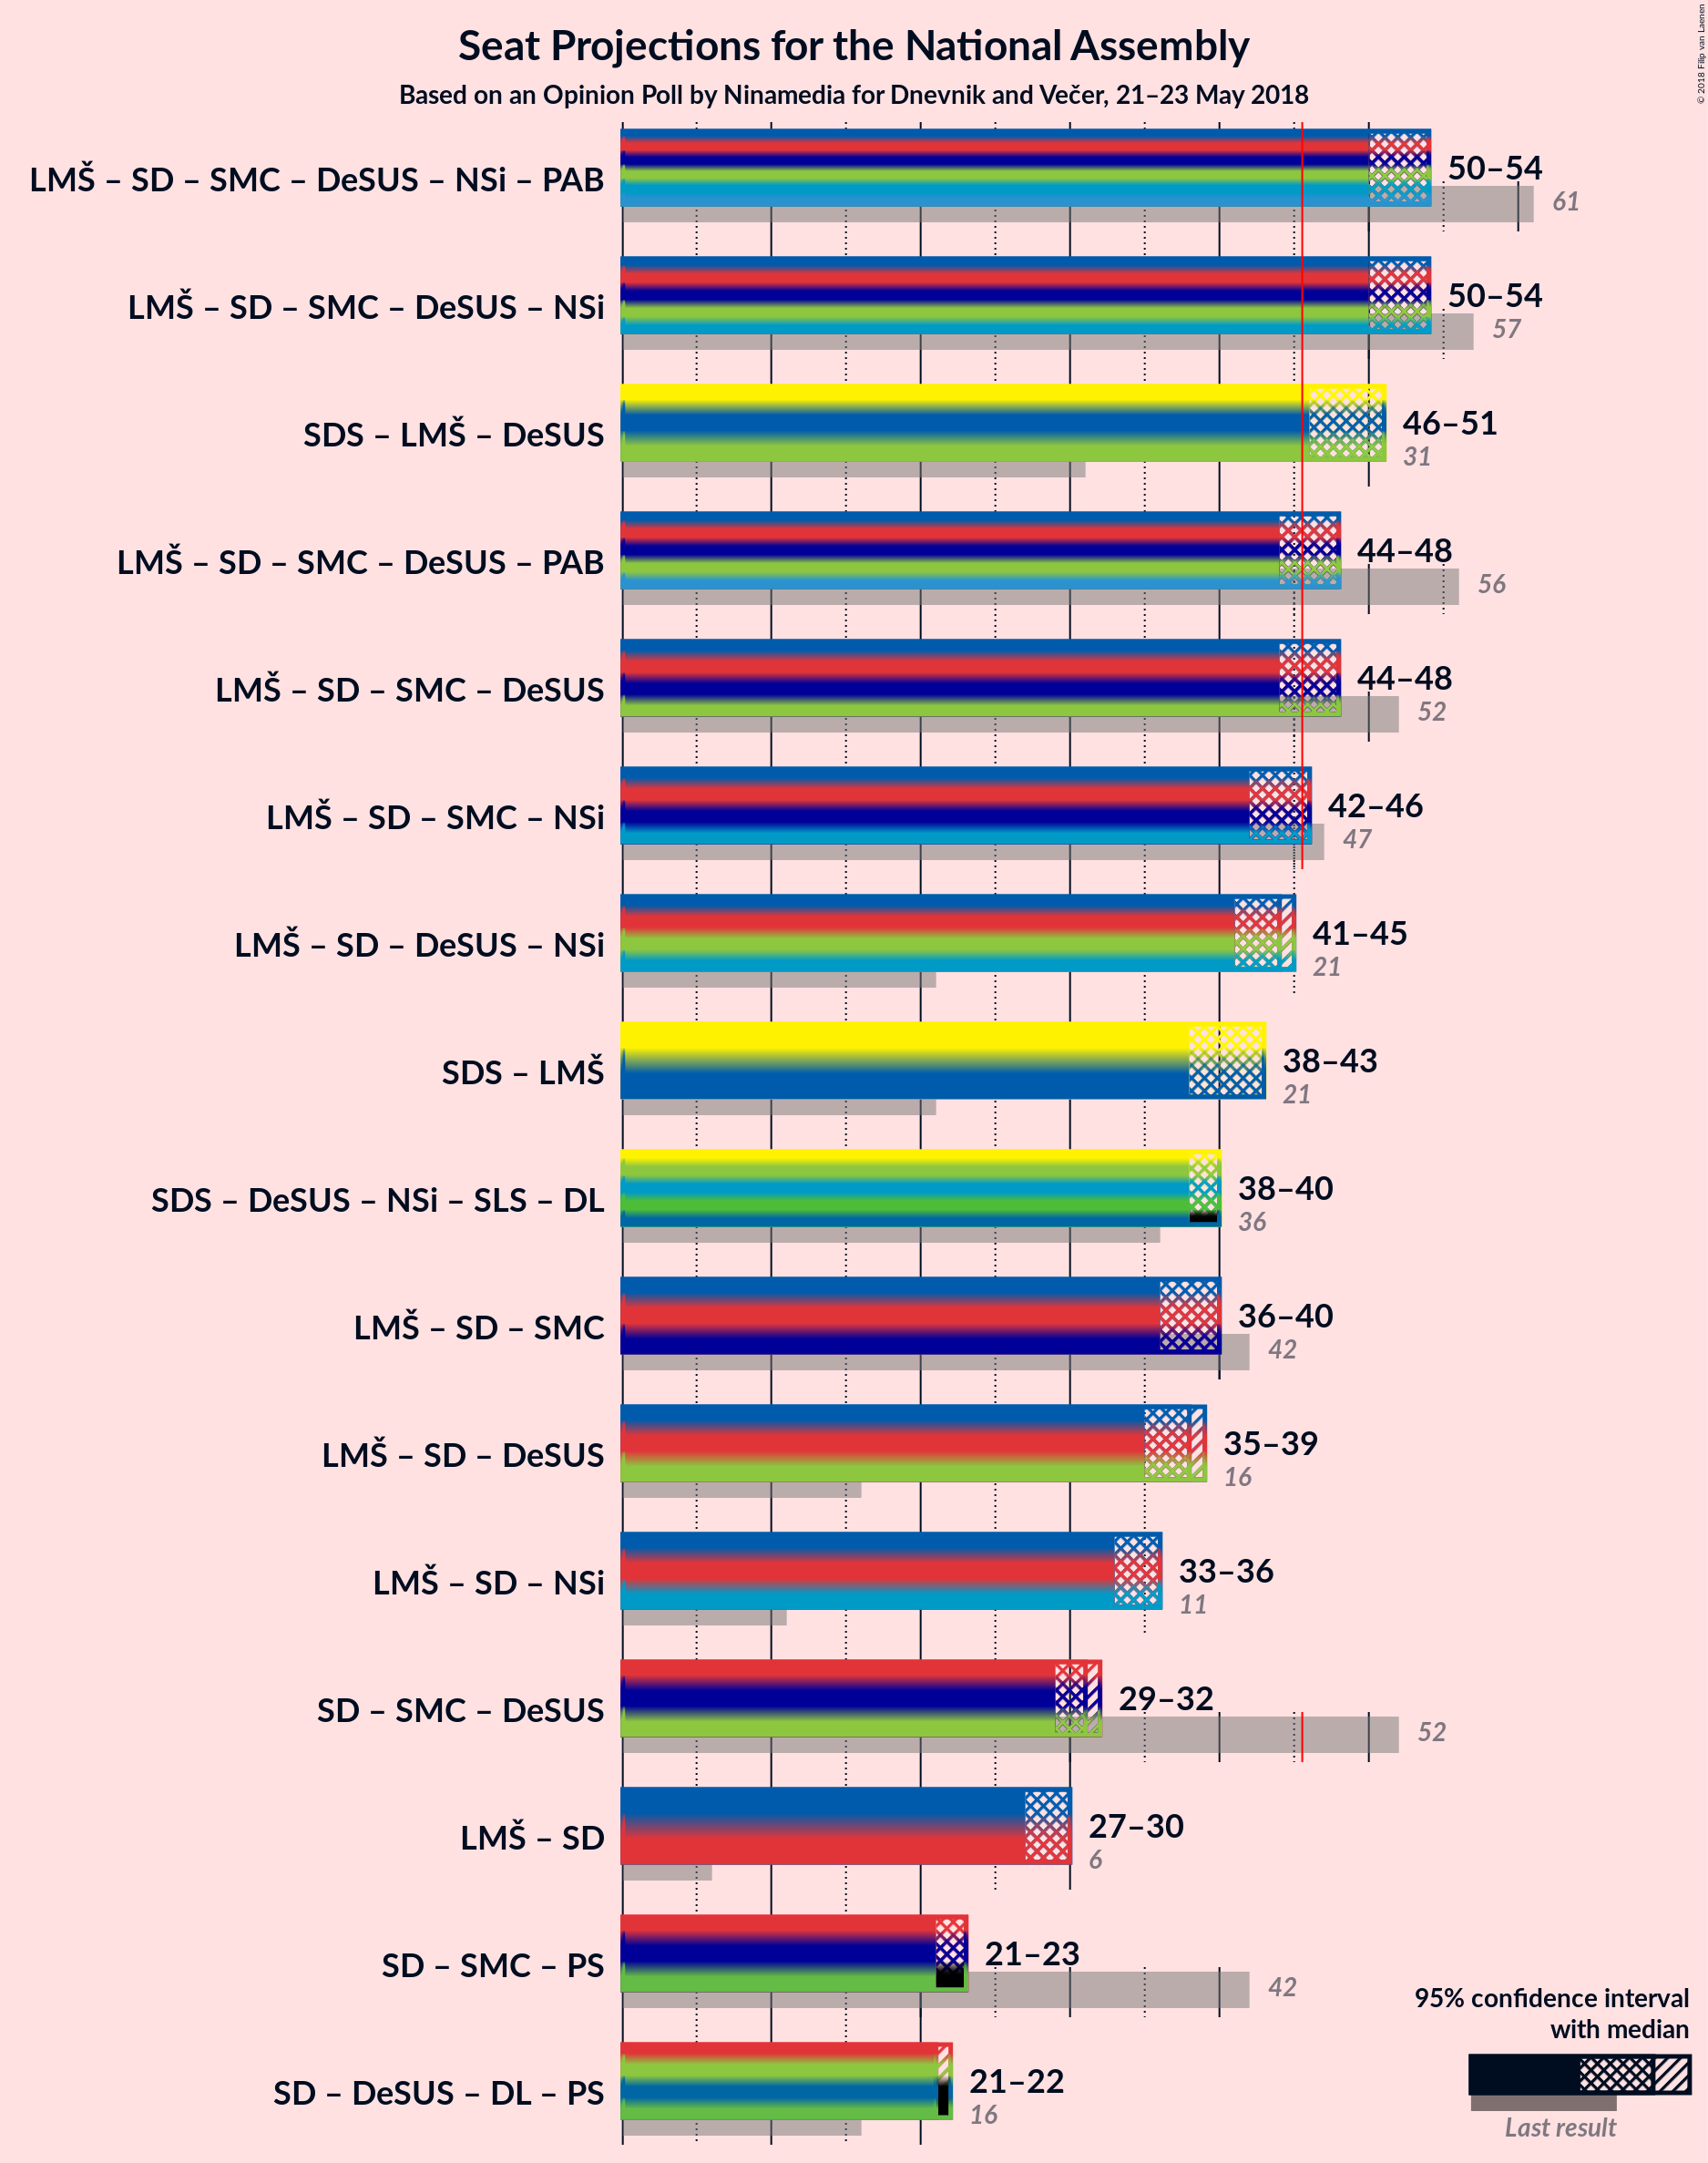 Seat Projections for the National Assembly
Based on an Opinion Poll by Ninamedia for Dnevnik and Večer, 21–23 May 2018
© 2018 Filip van Laenen
LMŠ – SD – SMC – DeSUS – NSi – PAB
50–54
61
LMŠ – SD – SMC – DeSUS – NSi
50–54
57
SDS – LMŠ – DeSUS
46–51
31
LMŠ – SD – SMC – DeSUS – PAB
44–48
56
LMŠ – SD – SMC – DeSUS
44–48
52
LMŠ – SD – SMC – NSi
42–46
47
LMŠ – SD – DeSUS – NSi
41–45
21
SDS – LMŠ
38–43
21
SDS – DeSUS – NSi – SLS – DL
38–40
36
LMŠ – SD – SMC
36–40
42
LMŠ – SD – DeSUS
35–39
16
LMŠ – SD – NSi
33–36
11
SD – SMC – DeSUS
29–32
52
LMŠ – SD
27–30
6
SD – SMC – PS
21–23
42
SD – DeSUS – DL – PS
21–22
16
95% confidence interval
with median
Last result